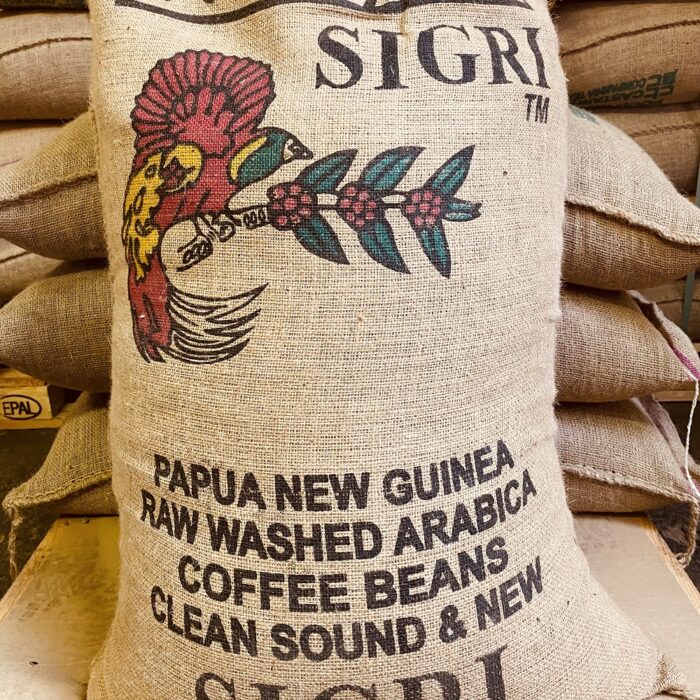 SIGRI
TM
EPAL
PAPUA NEW GUINEA
RAW WASHED ARABICA
COFFEE BEANS
CLEAN SOUND & NEW
SIGRI